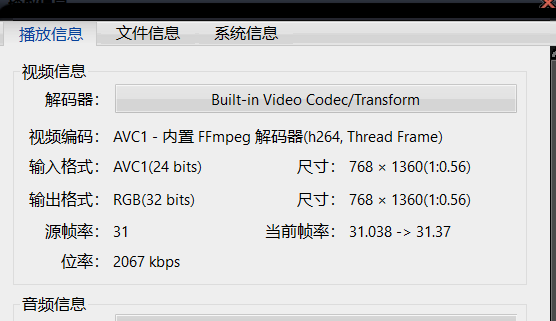 播放信息 文件信息 系统信息
视频信息
解码器： Built-in Video Codec/Transform
视频编码： AVC1 - 内置 FFmpeg 解码器(h264, Thread Frame)
输入格式： AVC1(24 bits) 尺寸： 768 × 1360(1:0.56)
输出格式： RGB(32 bits) 尺寸： 768 × 1360(1:0.56)
源帧率： 31 当前帧率： 31.038 -> 31.37
位率： 2067 kbps
音频信息